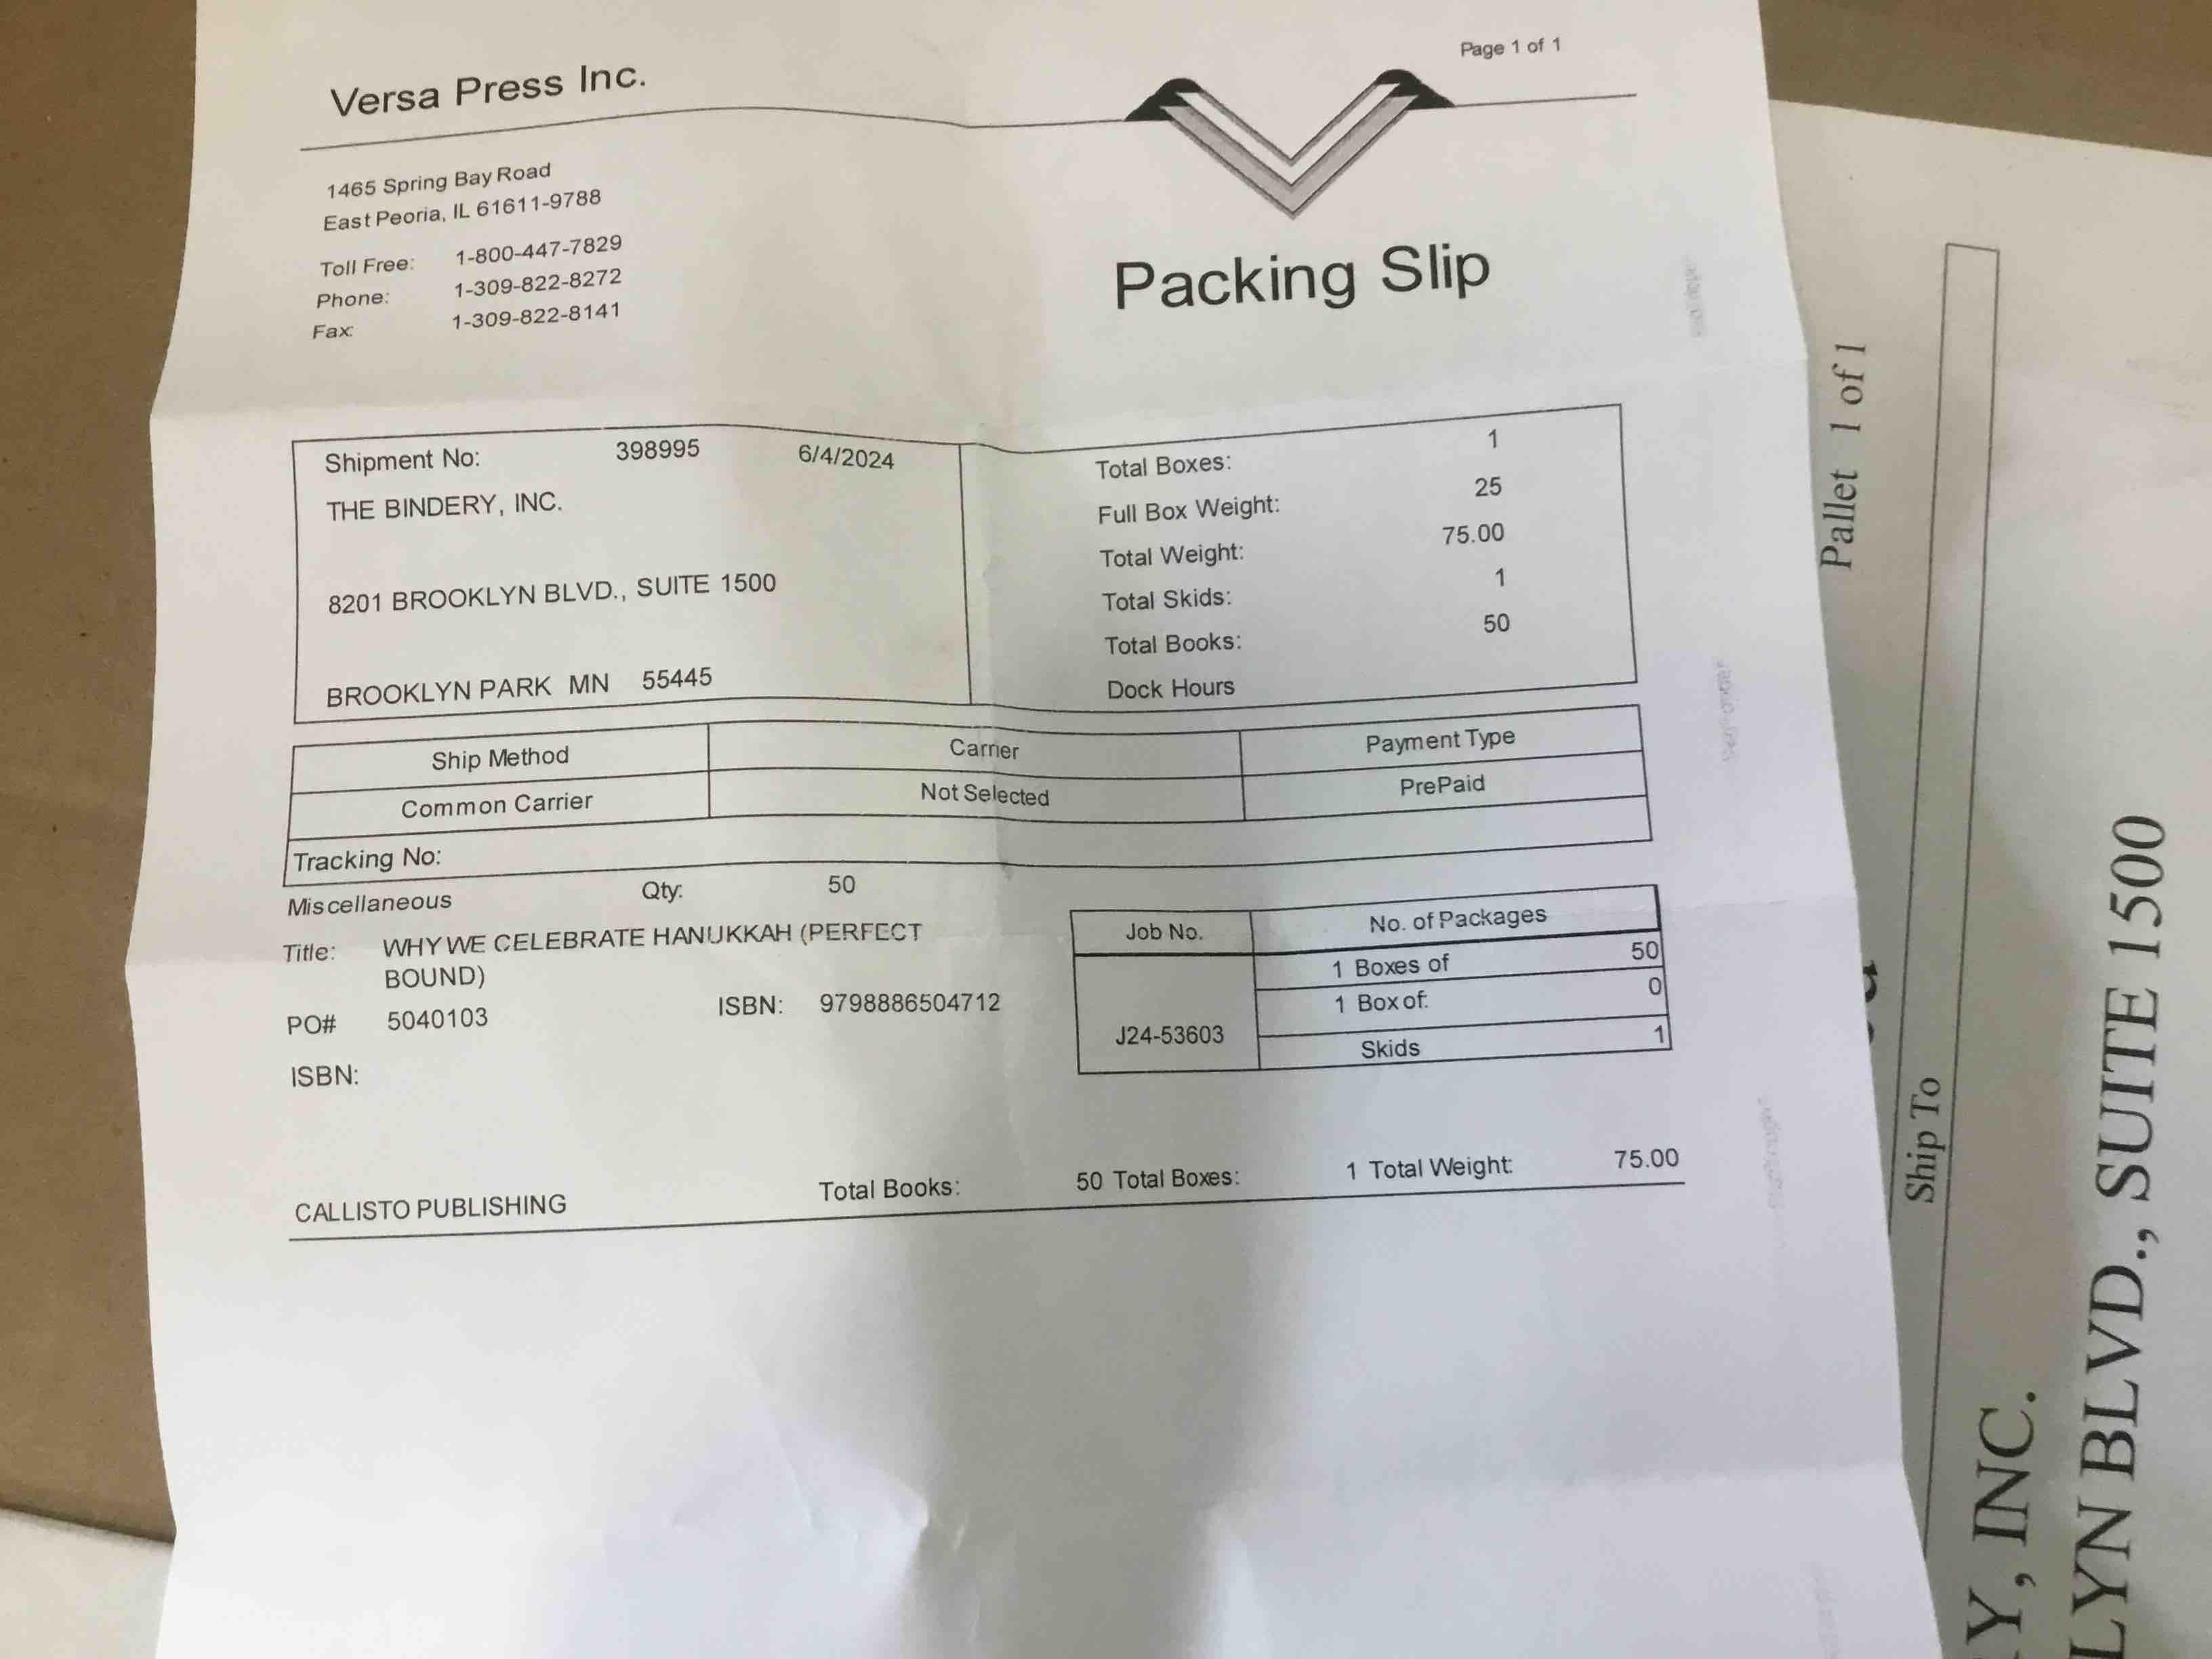 Page 1 of 1
Versa Press Inc.
1465 Spring Bay Road
East Peoria, IL 61611-9788
Toll Free: 1-800-447-7829
Phone: 1-309-822-8272
Fax: 1-309-822-8141
Packing Slip
Shipment No: 398995 6/4/2024
THE BINDERY, INC.
8201 BROOKLYN BLVD., SUITE 1500
BROOKLYN PARK MN 55445
Total Boxes: 1
Full Box Weight: 25
Total Weight: 75.00
Total Skids: 1
Total Books: 50
Dock Hours
Ship Method Carrier Payment Type
Common Carrier Not Selected PrePaid
Tracking No:
Miscellaneous Qty: 50
Title: WHY WE CELEBRATE HANUKKAH (PERFECT
BOUND)
PO# 5040103 ISBN: 9798886504712
ISBN:
Job No. No. of Packages
1 Boxes of 50
1 Box of: 0
J24-53603
Skids 1
CALLISTO PUBLISHING Total Books: 50 Total Boxes: 1 Total Weight: 75.00
Pallet 1 of 1
Ship To
Y, INC.
LYN BLVD., SUITE 1500